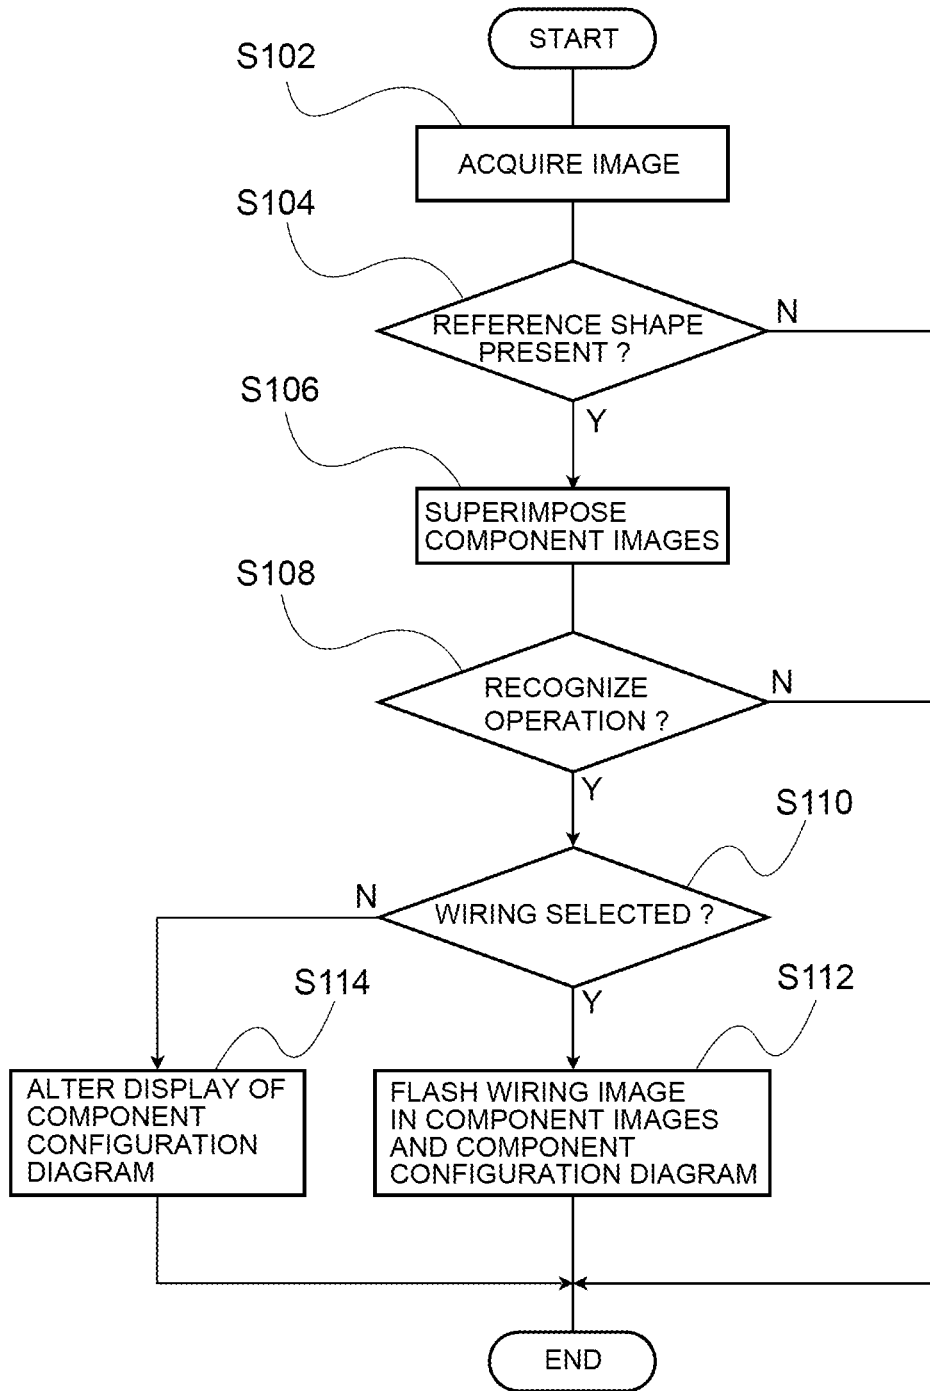 START
S102
ACQUIRE IMAGE
S104
REFERENCE SHAPE
PRESENT ?
N
Y
S106
SUPERIMPOSE
COMPONENT IMAGES
S108
RECOGNIZE
OPERATION ?
N
Y
S110
WIRING SELECTED ?
N
Y
S114
S112
ALTER DISPLAY OF
COMPONENT
CONFIGURATION
DIAGRAM
FLASH WIRING IMAGE
IN COMPONENT IMAGES
AND COMPONENT
CONFIGURATION DIAGRAM
END